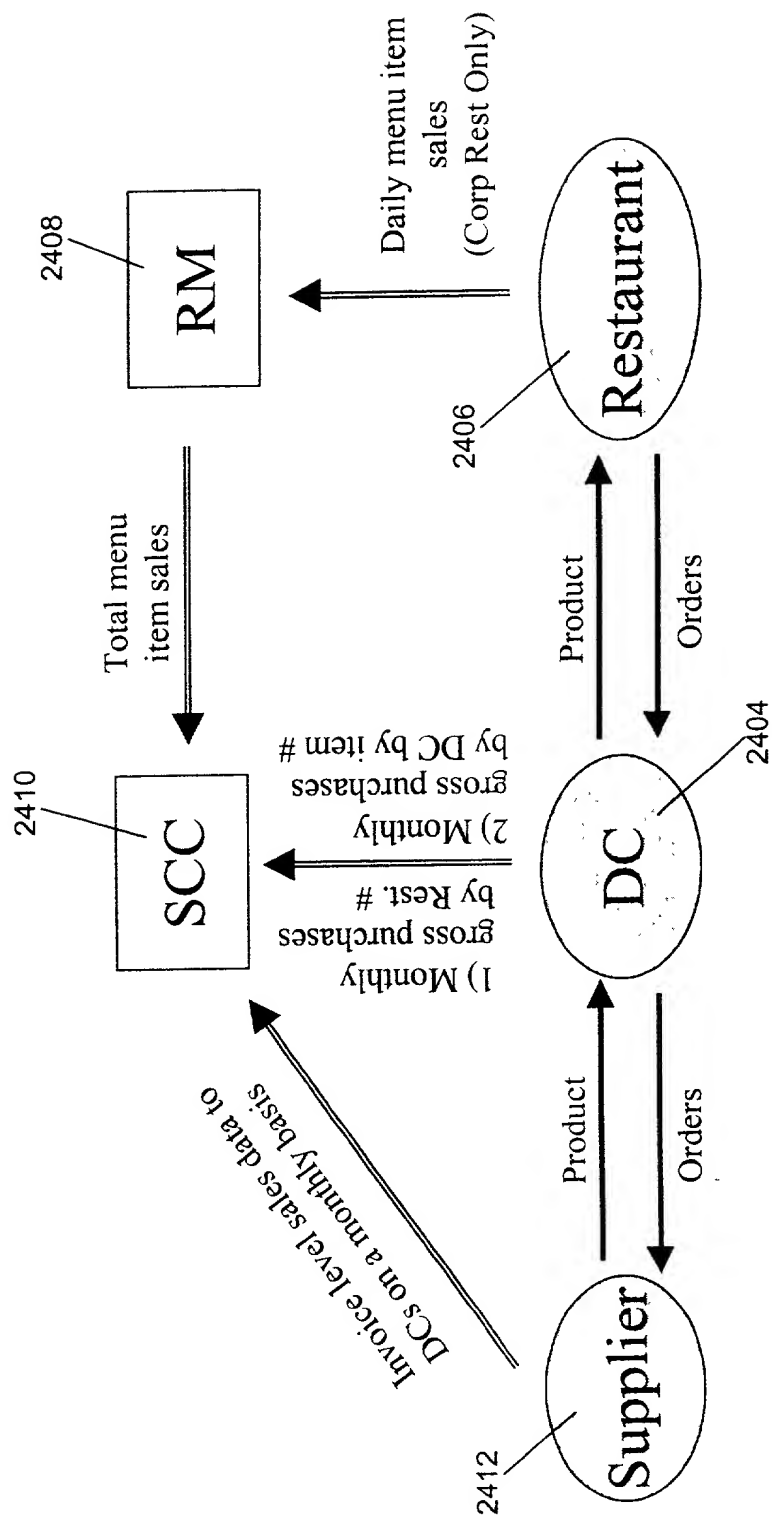 2410
SCC
Total menu
item sales
2408
RM
Invoice level sales data to
DCs on a monthly basis
1) Monthly
gross purchases
by Rest. #
2) Monthly
gross purchases
by DC by item #
Daily menu item
sales
(Corp Rest Only)
2412
Supplier
Product
Orders
DC
2404
Product
Orders
2406
Restaurant